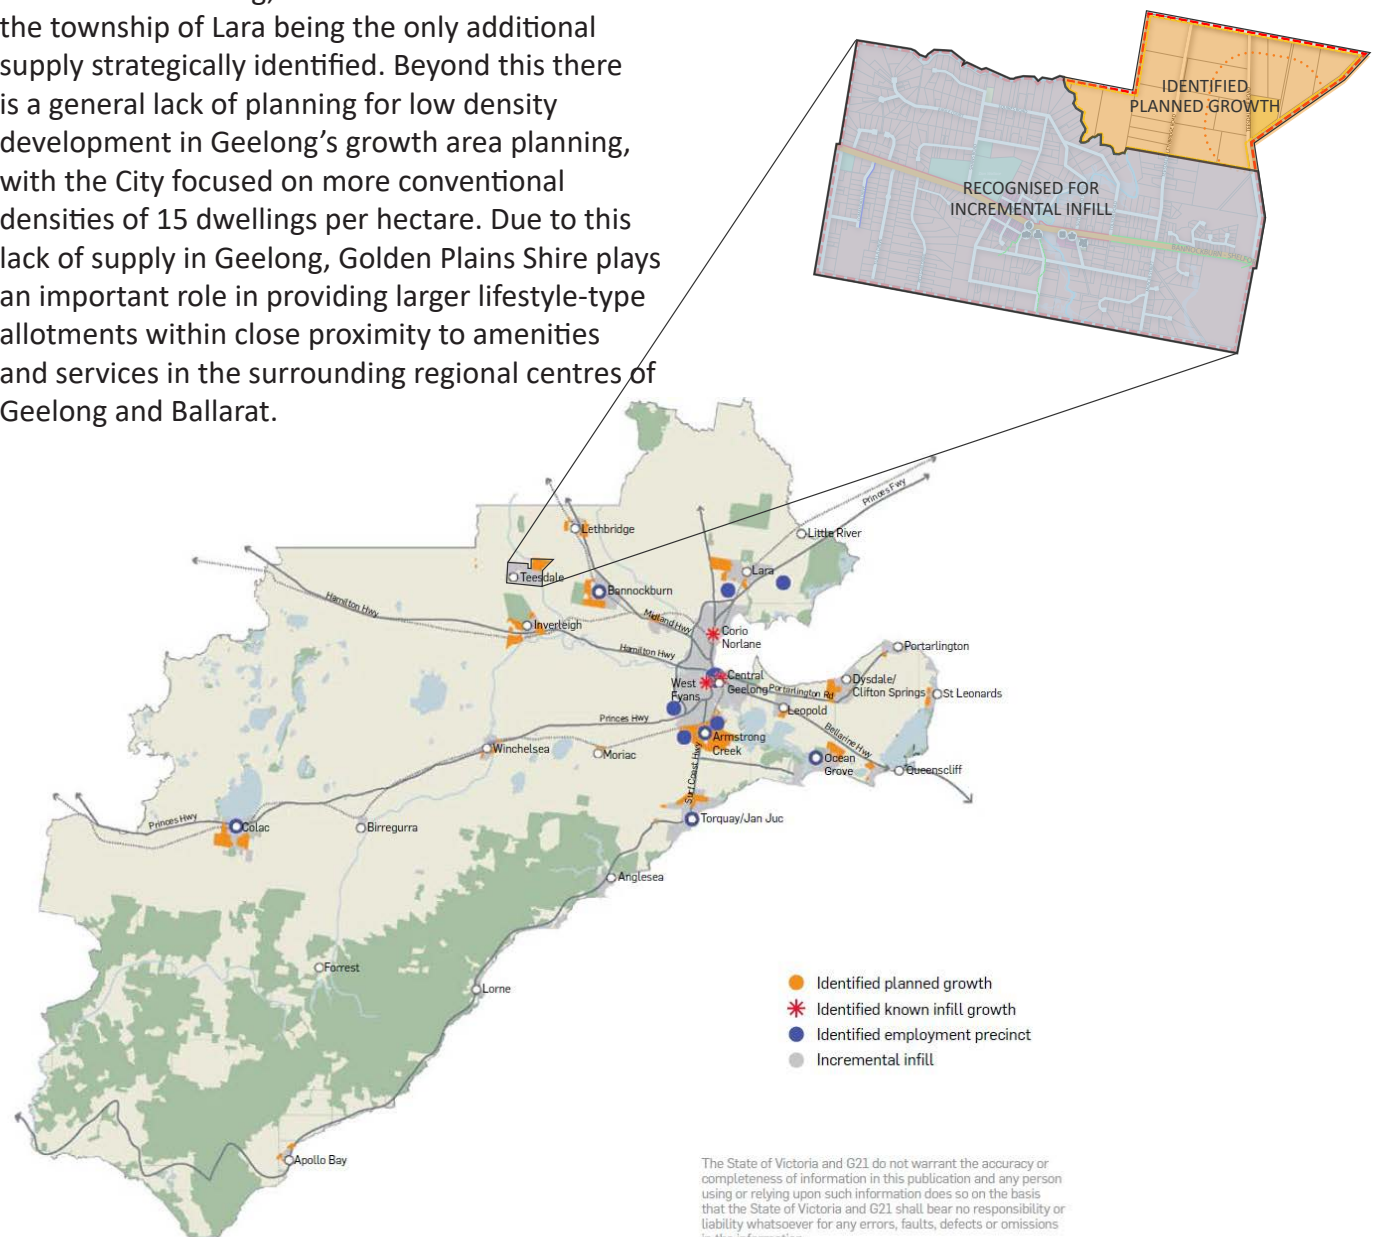 the township of Lara being the only additional
supply strategically identified. Beyond this there
is a general lack of planning for low density
development in Geelong’s growth area planning,
with the City focused on more conventional
densities of 15 dwellings per hectare. Due to this
lack of supply in Geelong, Golden Plains Shire plays
an important role in providing larger lifestyle-type
allotments within close proximity to amenities
and services in the surrounding regional centres of
Geelong and Ballarat.
IDENTIFIED
PLANNED GROWTH
RECOGNISED FOR
INCREMENTAL INFILL
Princes Fwy
Lethbridge
Little River
Teesdale
Lara
Bannockburn
Hamilton Hwy
Midland Hwy
Inverleigh
Corio
Norlane
Hamilton Hwy
Portarlington
Central
Geelong
West
Fyans
Portarlington Rd
Dysdale/
Clifton Springs
St Leonards
Leopold
Princes Hwy
Armstrong
Creek
Bellarine Hwy
Winchelsea
Moriac
Ocean
Grove
Queenscliff
Surf Coast Hwy
Princes Hwy
Colac
Birregurra
Torquay/Jan Juc
Anglesea
Forrest
Lorne
Apollo Bay
Identified planned growth
Identified known infill growth
Identified employment precinct
Incremental infill
The State of Victoria and G21 do not warrant the accuracy or
completeness of information in this publication and any person
using or relying upon such information does so on the basis
that the State of Victoria and G21 shall bear no responsibility or
liability whatsoever for any errors, faults, defects or omissions
in the information